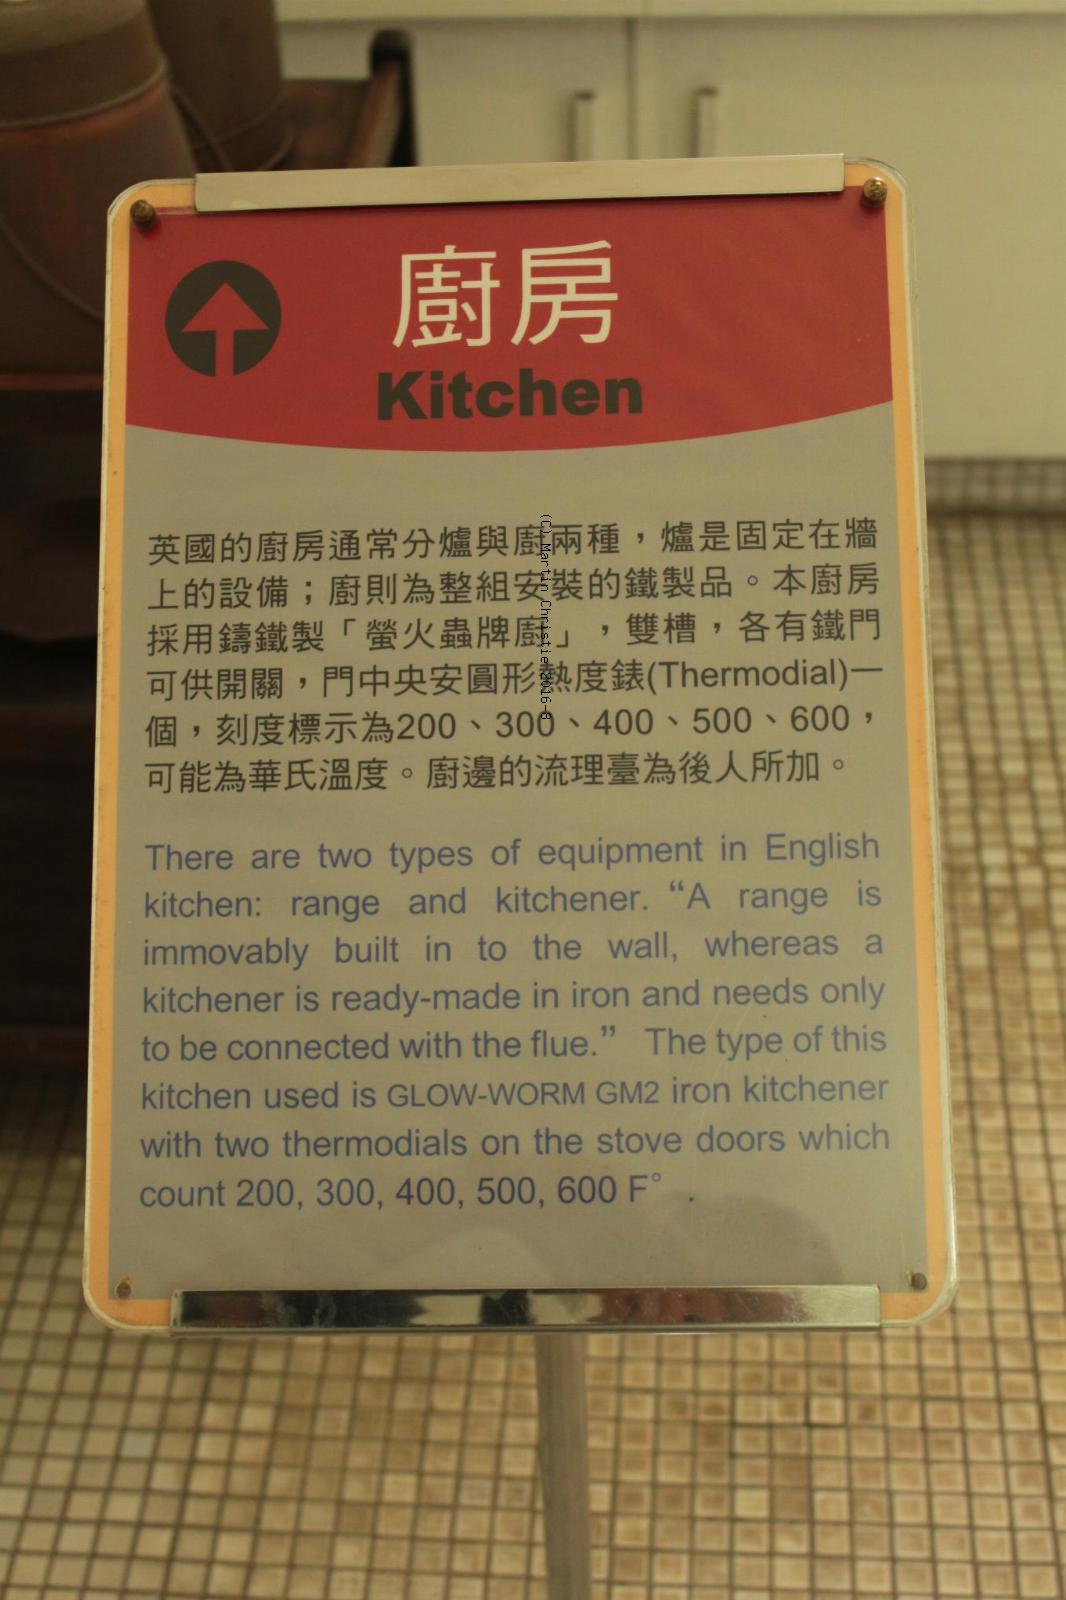 廚房
Kitchen
英國的廚房通常分爐與廚兩種，爐是固定在牆
上的設備；廚則為整組安裝的鐵製品。本廚房
採用鑄鐵製「螢火蟲牌廚」，雙槽，各有鐵門
可供開關，門中央安圓形熱度錶(Thermodial)一
個，刻度標示為200、300、400、500、600，
可能為華氏溫度。廚邊的流理臺為後人所加。
There are two types of equipment in English
kitchen: range and kitchener. “A range is
immovably built in to the wall, whereas a
kitchener is ready-made in iron and needs only
to be connected with the flue.” The type of this
kitchen used is GLOW-WORM GM2 iron kitchener
with two thermodials on the stove doors which
count 200, 300, 400, 500, 600 F° .
(C) Martin Christie 2016-8